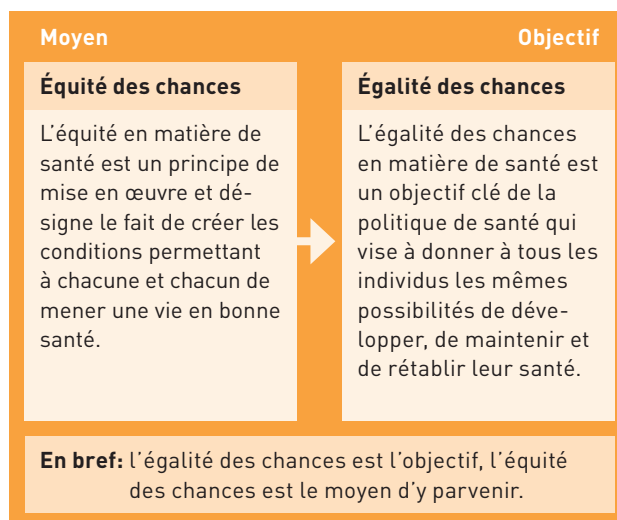 Moyen
Objectif
Équité des chances
L’équité en matière de
santé est un principe de
mise en œuvre et dé-
signe le fait de créer les
conditions permettant
à chacune et chacun de
mener une vie en bonne
santé.
Égalité des chances
L’égalité des chances
en matière de santé est
un objectif clé de la
politique de santé qui
vise à donner à tous les
individus les mêmes
possibilités de déve-
lopper, de maintenir et
de rétablir leur santé.
En bref: l’égalité des chances est l’objectif, l’équité
des chances est le moyen d’y parvenir.